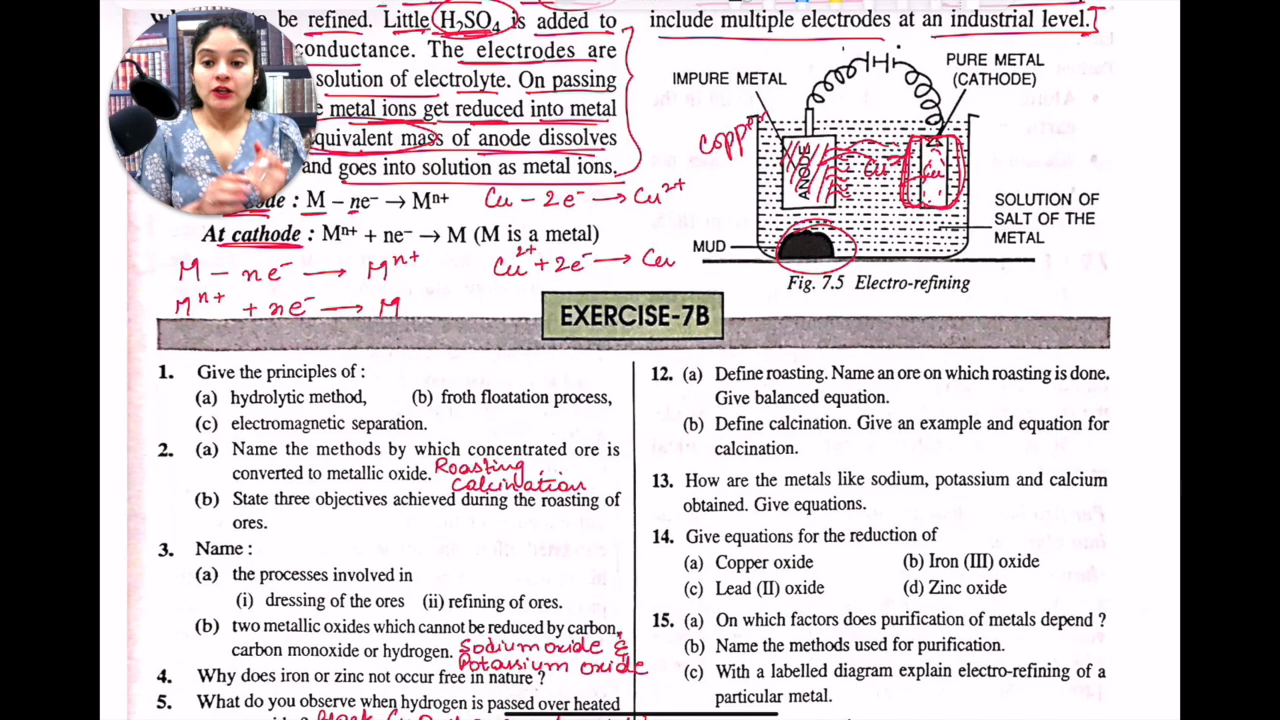 be refined. Little H₂SO₄ is added to
conductance. The electrodes are
solution of electrolyte. On passing
metal ions get reduced into metal
equivalent mass of anode dissolves
and goes into solution as metal ions.
: M – ne⁻ → Mⁿ⁺ Cu – 2e⁻ → Cu²⁺
At cathode : Mⁿ⁺ + ne⁻ → M (M is a metal)
M – ne⁻ → Mⁿ⁺ Cu²⁺ + 2e⁻ → Cu
Mⁿ⁺ + ne⁻ → M
include multiple electrodes at an industrial level.
IMPURE METAL
PURE METAL
(CATHODE)
copper
ANODE
Cu
Cu
SOLUTION OF
SALT OF THE
METAL
MUD
Fig. 7.5 Electro-refining
EXERCISE-7B
1. Give the principles of :
(a) hydrolytic method, (b) froth floatation process,
(c) electromagnetic separation.
2. (a) Name the methods by which concentrated ore is
converted to metallic oxide. Roasting
calcination
(b) State three objectives achieved during the roasting of
ores.
3. Name :
(a) the processes involved in
(i) dressing of the ores (ii) refining of ores.
(b) two metallic oxides which cannot be reduced by carbon,
carbon monoxide or hydrogen. Sodium oxide &
Potassium oxide
4. Why does iron or zinc not occur free in nature ?
5. What do you observe when hydrogen is passed over heated
12. (a) Define roasting. Name an ore on which roasting is done.
Give balanced equation.
(b) Define calcination. Give an example and equation for
calcination.
13. How are the metals like sodium, potassium and calcium
obtained. Give equations.
14. Give equations for the reduction of
(a) Copper oxide (b) Iron (III) oxide
(c) Lead (II) oxide (d) Zinc oxide
15. (a) On which factors does purification of metals depend ?
(b) Name the methods used for purification.
(c) With a labelled diagram explain electro-refining of a
particular metal.